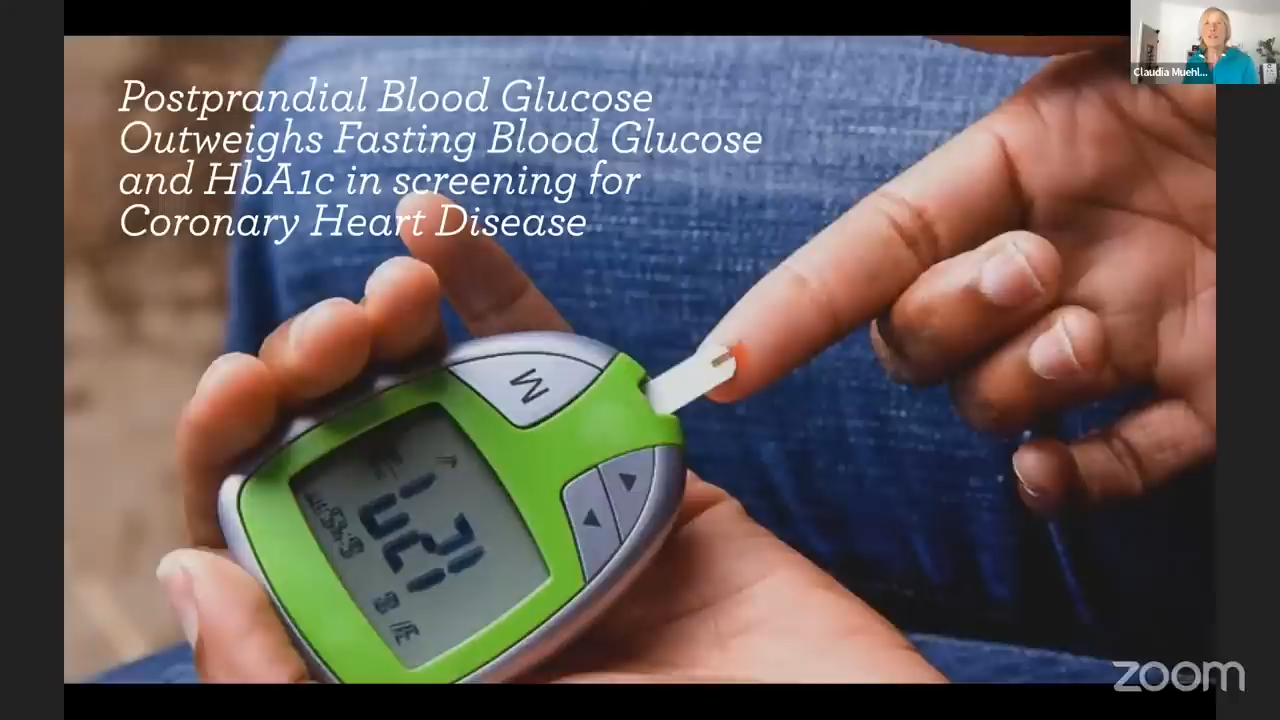 Postprandial Blood Glucose
Outweighs Fasting Blood Glucose
and HbA1c in screening for
Coronary Heart Disease
Claudia Muehl...
M
zoom